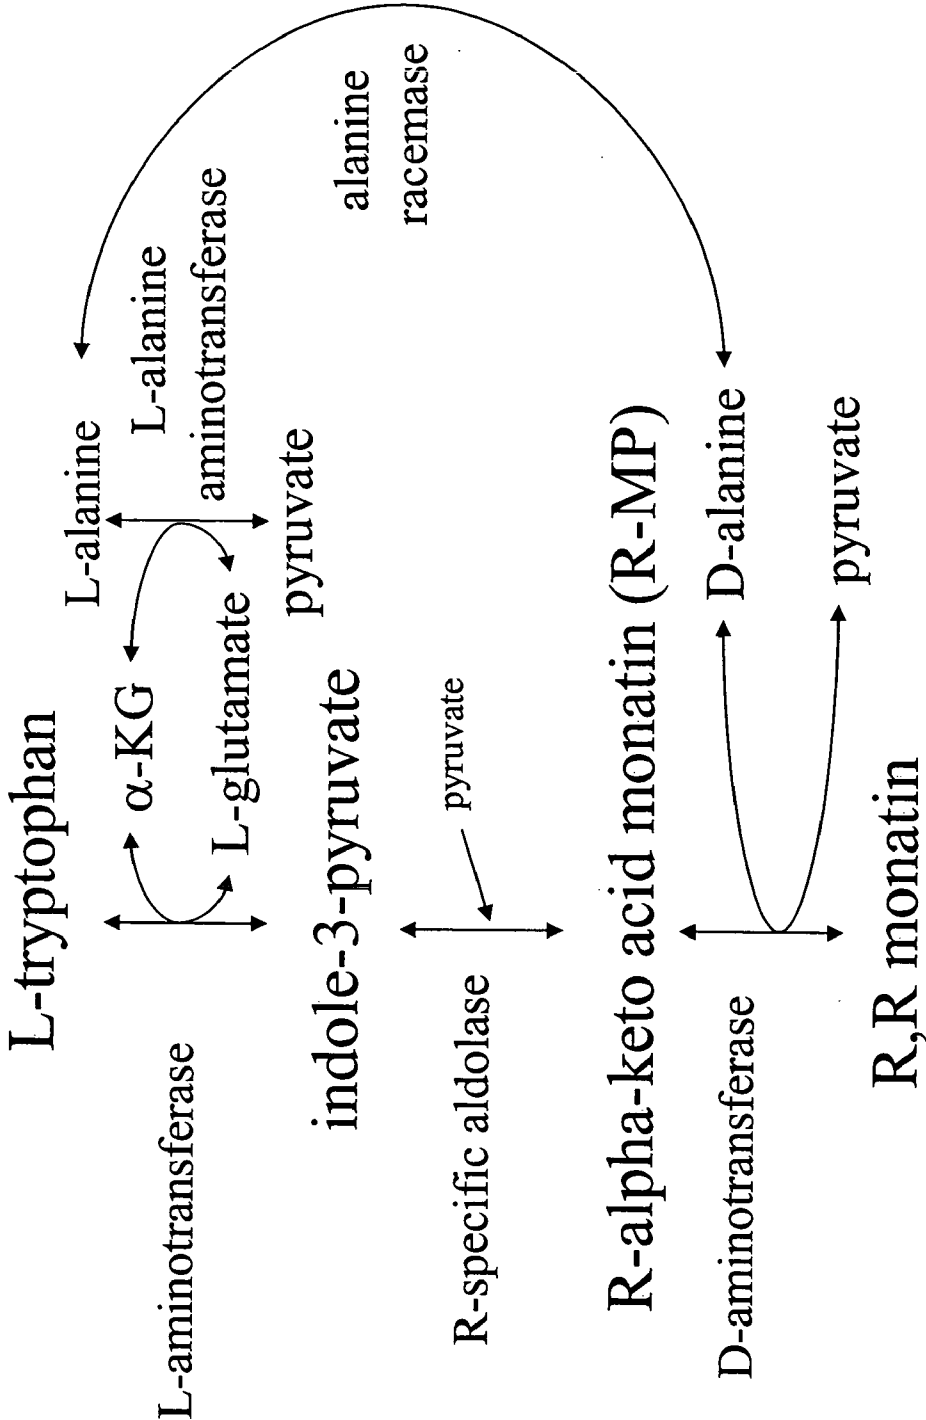 L-tryptophan
L-aminotransferase
α-KG
L-glutamate
L-alanine
L-alanine
aminotransferase
pyruvate
alanine
racemase
indole-3-pyruvate
R-specific aldolase
pyruvate
R-alpha-keto acid monatin (R-MP)
D-aminotransferase
D-alanine
pyruvate
R,R monatin